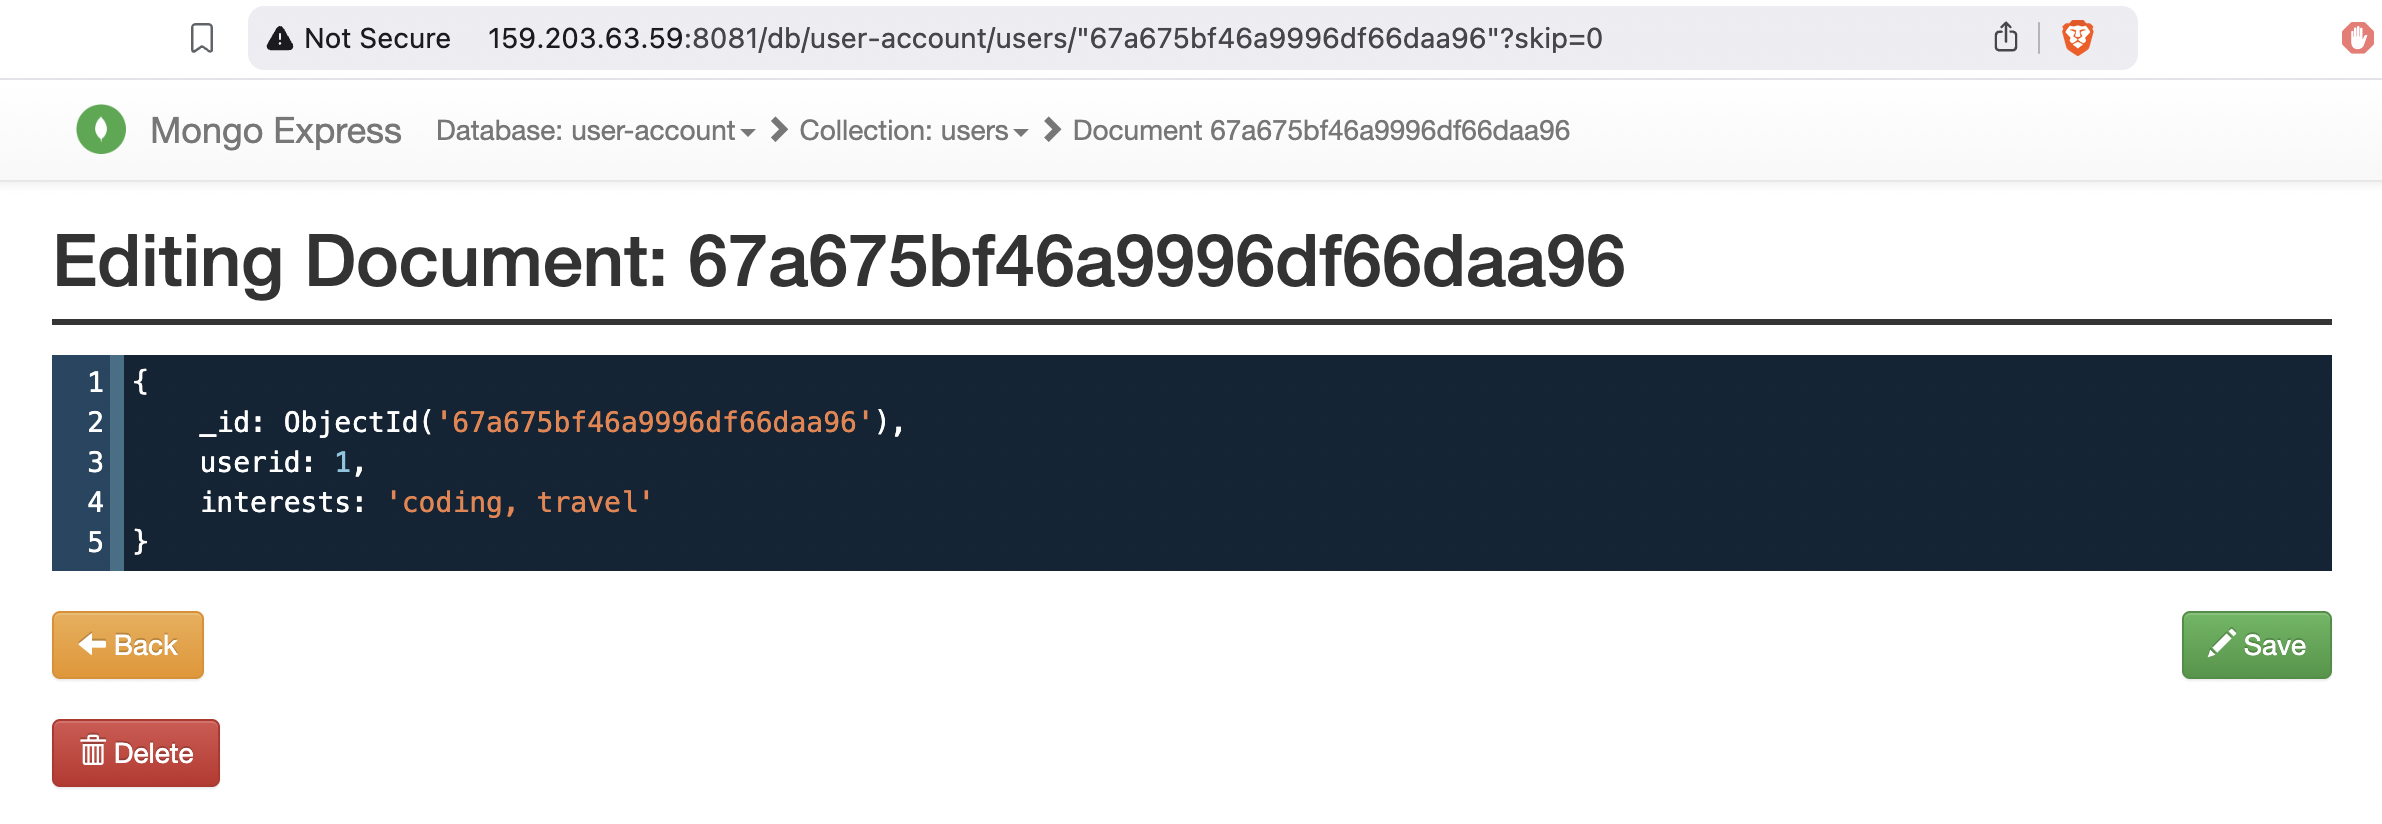 Not Secure 159.203.63.59:8081/db/user-account/users/"67a675bf46a9996df66daa96"?skip=0
Mongo Express Database: user-account Collection: users Document 67a675bf46a9996df66daa96
Editing Document: 67a675bf46a9996df66daa96
1 {
2     _id: ObjectId('67a675bf46a9996df66daa96'),
3     userid: 1,
4     interests: 'coding, travel'
5 }
Back Save
Delete